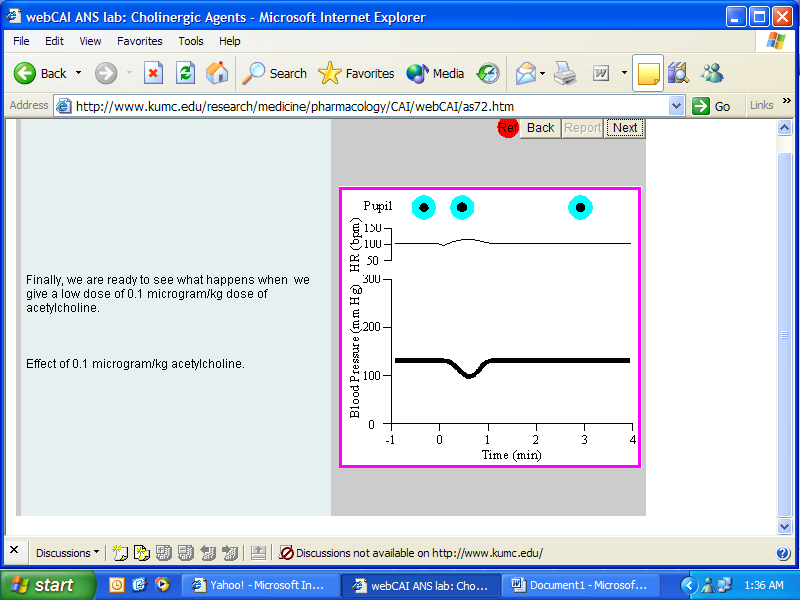 webCAI ANS lab: Cholinergic Agents - Microsoft Internet Explorer
File Edit View Favorites Tools Help
Back Search Favorites Media
Address http://www.kumc.edu/research/medicine/pharmacology/CAI/webCAI/as72.htm Go Links »
Back Report Next
Finally, we are ready to see what happens when we
give a low dose of 0.1 microgram/kg dose of
acetylcholine.
Effect of 0.1 microgram/kg acetylcholine.
Pupil
HR (bpm)
150
100
50
Blood Pressure (mm Hg)
300
200
100
0
-1 0 1 2 3 4
Time (min)
Discussions Discussions not available on http://www.kumc.edu/
start Yahoo! - Microsoft In... webCAI ANS lab: Cho... Document1 - Microsof... 1:36 AM